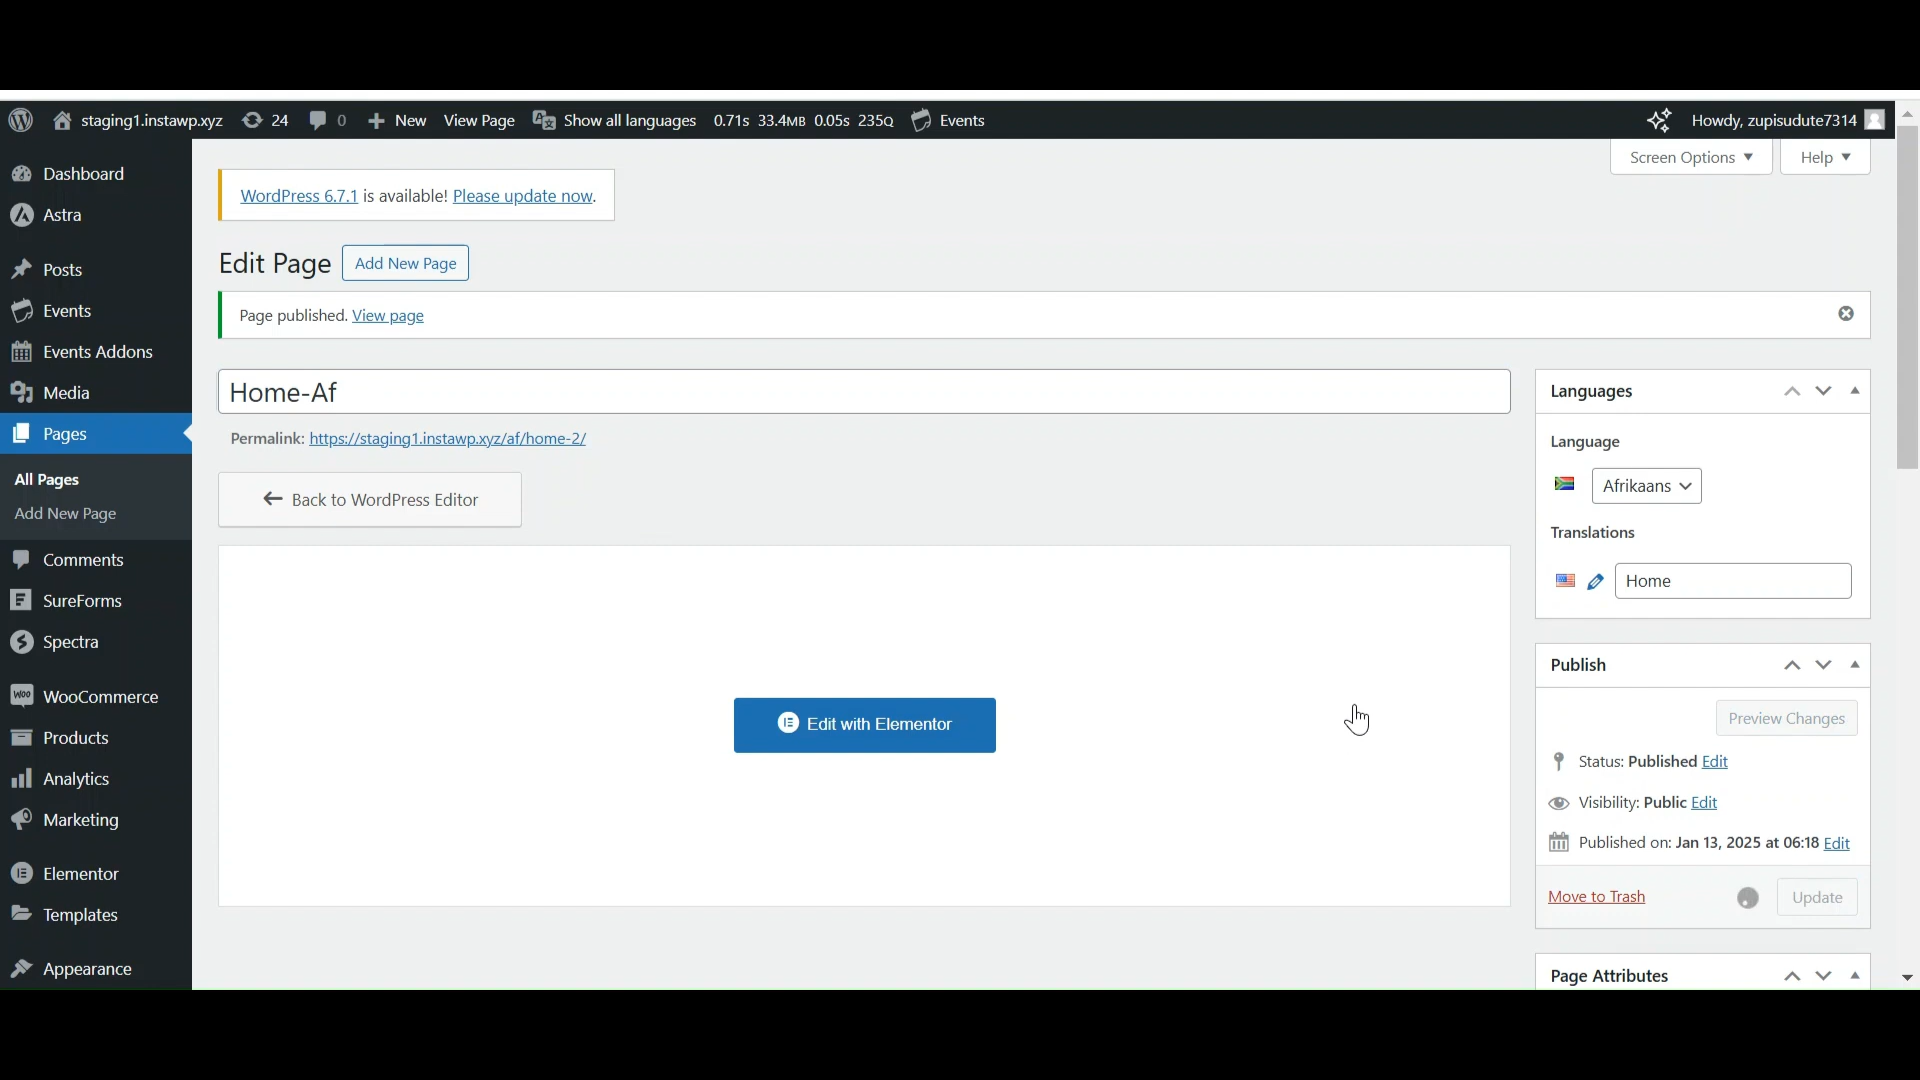 staging1.instawp.xyz 24 0 New View Page Show all languages 0.71s 33.4MB 0.05s 235Q Events Howdy, zupisudute7314
Screen Options Help
Dashboard
Astra
Posts
Events
Events Addons
Media
Pages
All Pages
Add New Page
Comments
SureForms
Spectra
WooCommerce
Products
Analytics
Marketing
Elementor
Templates
Appearance
WordPress 6.7.1 is available! Please update now.
Edit Page Add New Page
Page published. View page
Home-Af
Permalink: https://staging1.instawp.xyz/af/home-2/
← Back to WordPress Editor
Edit with Elementor
Languages
Language
Afrikaans
Translations
Home
Publish
Preview Changes
Status: Published Edit
Visibility: Public Edit
Published on: Jan 13, 2025 at 06:18 Edit
Move to Trash Update
Page Attributes